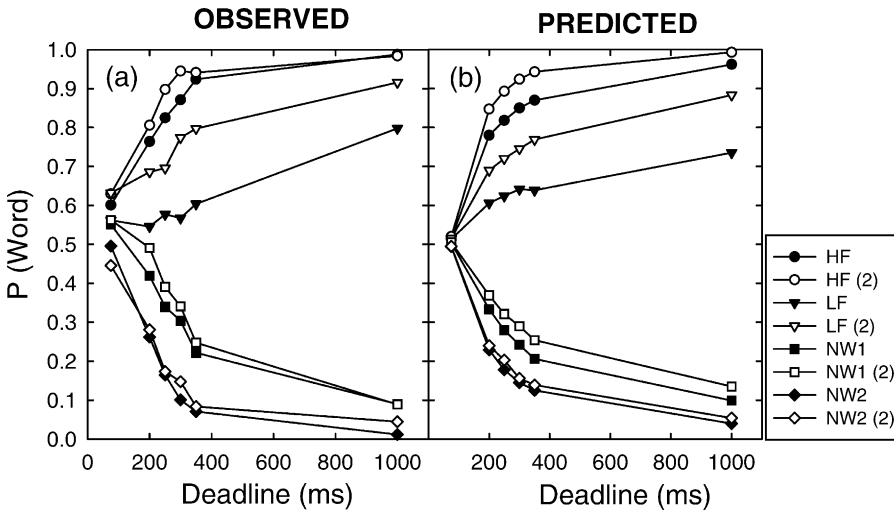 OBSERVED
PREDICTED
1.0
0.9
0.8
0.7
0.6
0.5
0.4
0.3
0.2
0.1
0.0
P (Word)
(a)
(b)
0 200 400 600 800 1000
200 400 600 800 1000
Deadline (ms)
Deadline (ms)
HF
HF (2)
LF
LF (2)
NW1
NW1 (2)
NW2
NW2 (2)